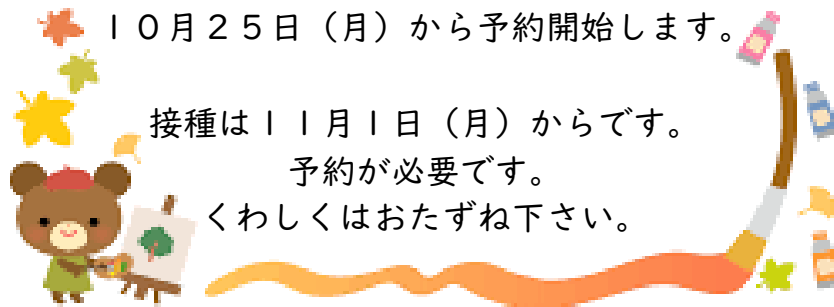 １０月２５日（月）から予約開始します。
接種は１１月１日（月）からです。
予約が必要です。
くわしくはおたずね下さい。